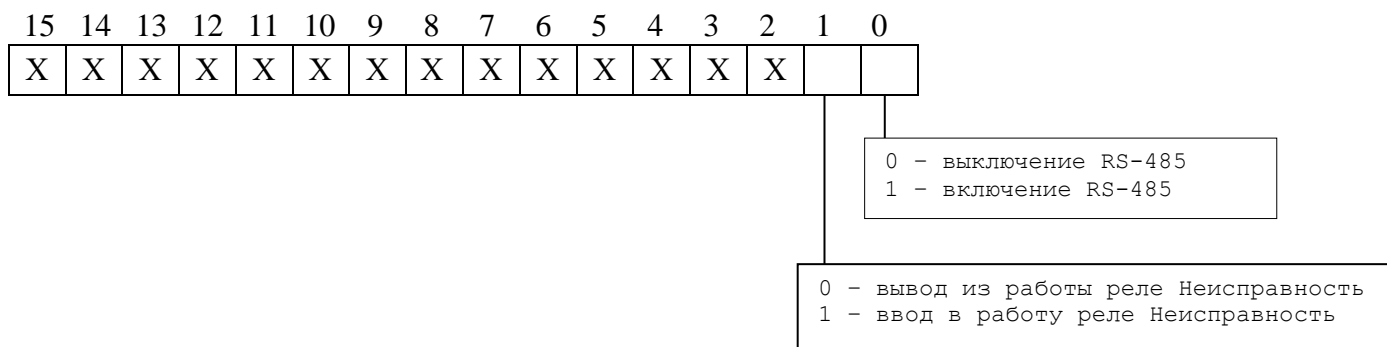 15 14 13 12 11 10 9 8 7 6 5 4 3 2 1 0
X X X X X X X X X X X X X X
0 – выключение RS-485
1 – включение RS-485
0 – вывод из работы реле Неисправность
1 – ввод в работу реле Неисправность